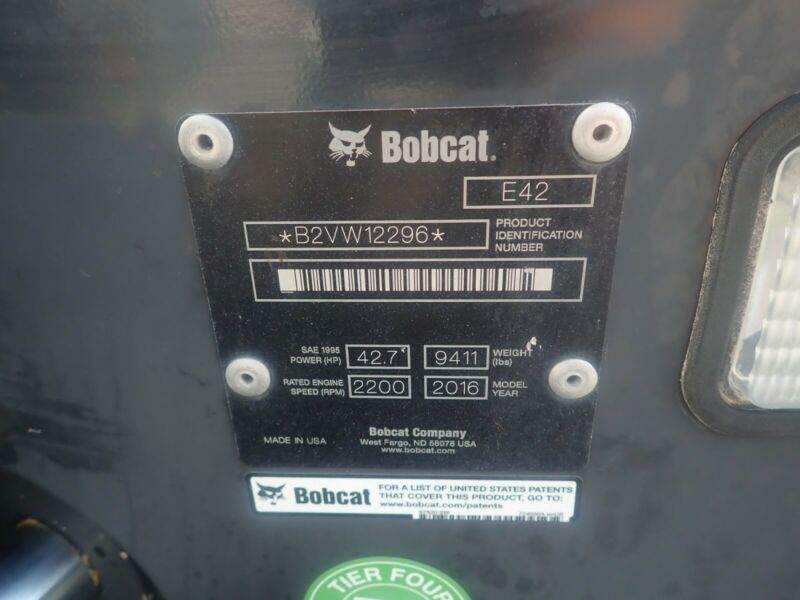 Bobcat.
E42
*B2VW12296*
PRODUCT
IDENTIFICATION
NUMBER
SAE 1995
POWER (HP)
42.7
9411
WEIGHT
(lbs)
RATED ENGINE
SPEED (RPM)
2200
2016
MODEL
YEAR
MADE IN USA
Bobcat Company
West Fargo, ND 58078 USA
www.bobcat.com
Bobcat
FOR A LIST OF UNITED STATES PATENTS
THAT COVER THIS PRODUCT, GO TO:
www.bobcat.com/patents
TIER FOUR